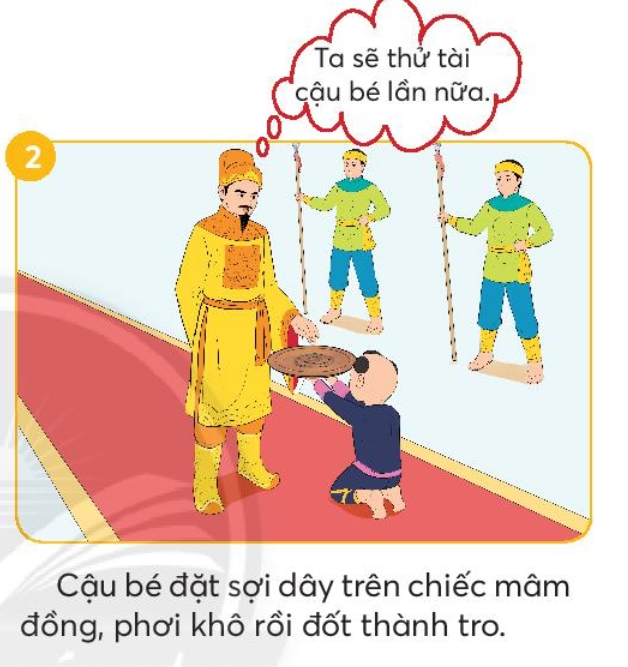 Ta sẽ thử tài
cậu bé lần nữa.
2
Cậu bé đặt sợi dây trên chiếc mâm
đồng, phơi khô rồi đốt thành tro.